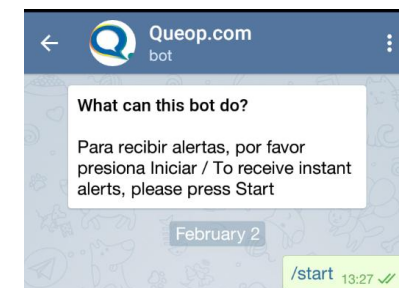 Queop.com
bot
What can this bot do?
Para recibir alertas, por favor
presiona Iniciar / To receive instant
alerts, please press Start
February 2
/start 13:27